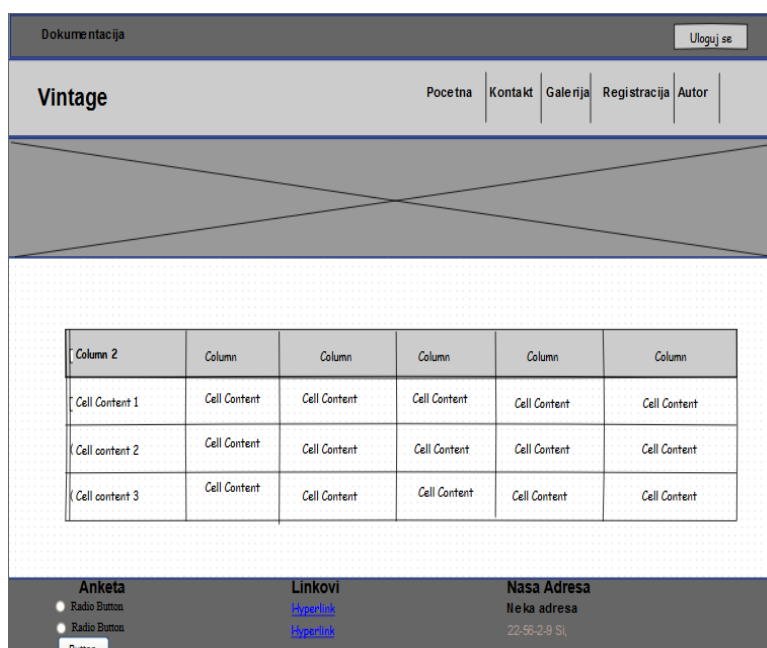 Dokumentacija Uloguj se
Vintage Pocetna Kontakt Galerija Registracija Autor
Column 2 Column Column Column Column Column
Cell Content 1 Cell Content Cell Content Cell Content Cell Content Cell Content
Cell content 2 Cell Content Cell Content Cell Content Cell Content Cell Content
Cell content 3 Cell Content Cell Content Cell Content Cell Content Cell Content
Anketa Linkovi Nasa Adresa
Radio Button Hyperlink Neka adresa
Radio Button Hyperlink 22-56-2-9 Si,
Button